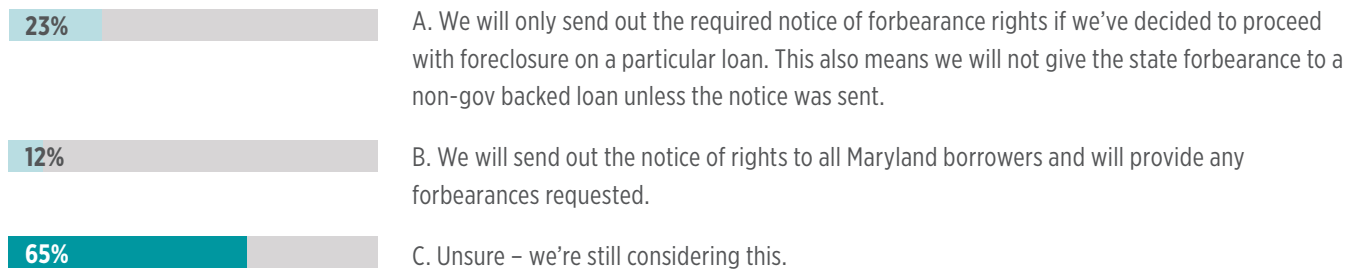 23%
A. We will only send out the required notice of forbearance rights if we’ve decided to proceed
with foreclosure on a particular loan. This also means we will not give the state forbearance to a
non-gov backed loan unless the notice was sent.
12%
B. We will send out the notice of rights to all Maryland borrowers and will provide any
forbearances requested.
65%
C. Unsure – we’re still considering this.